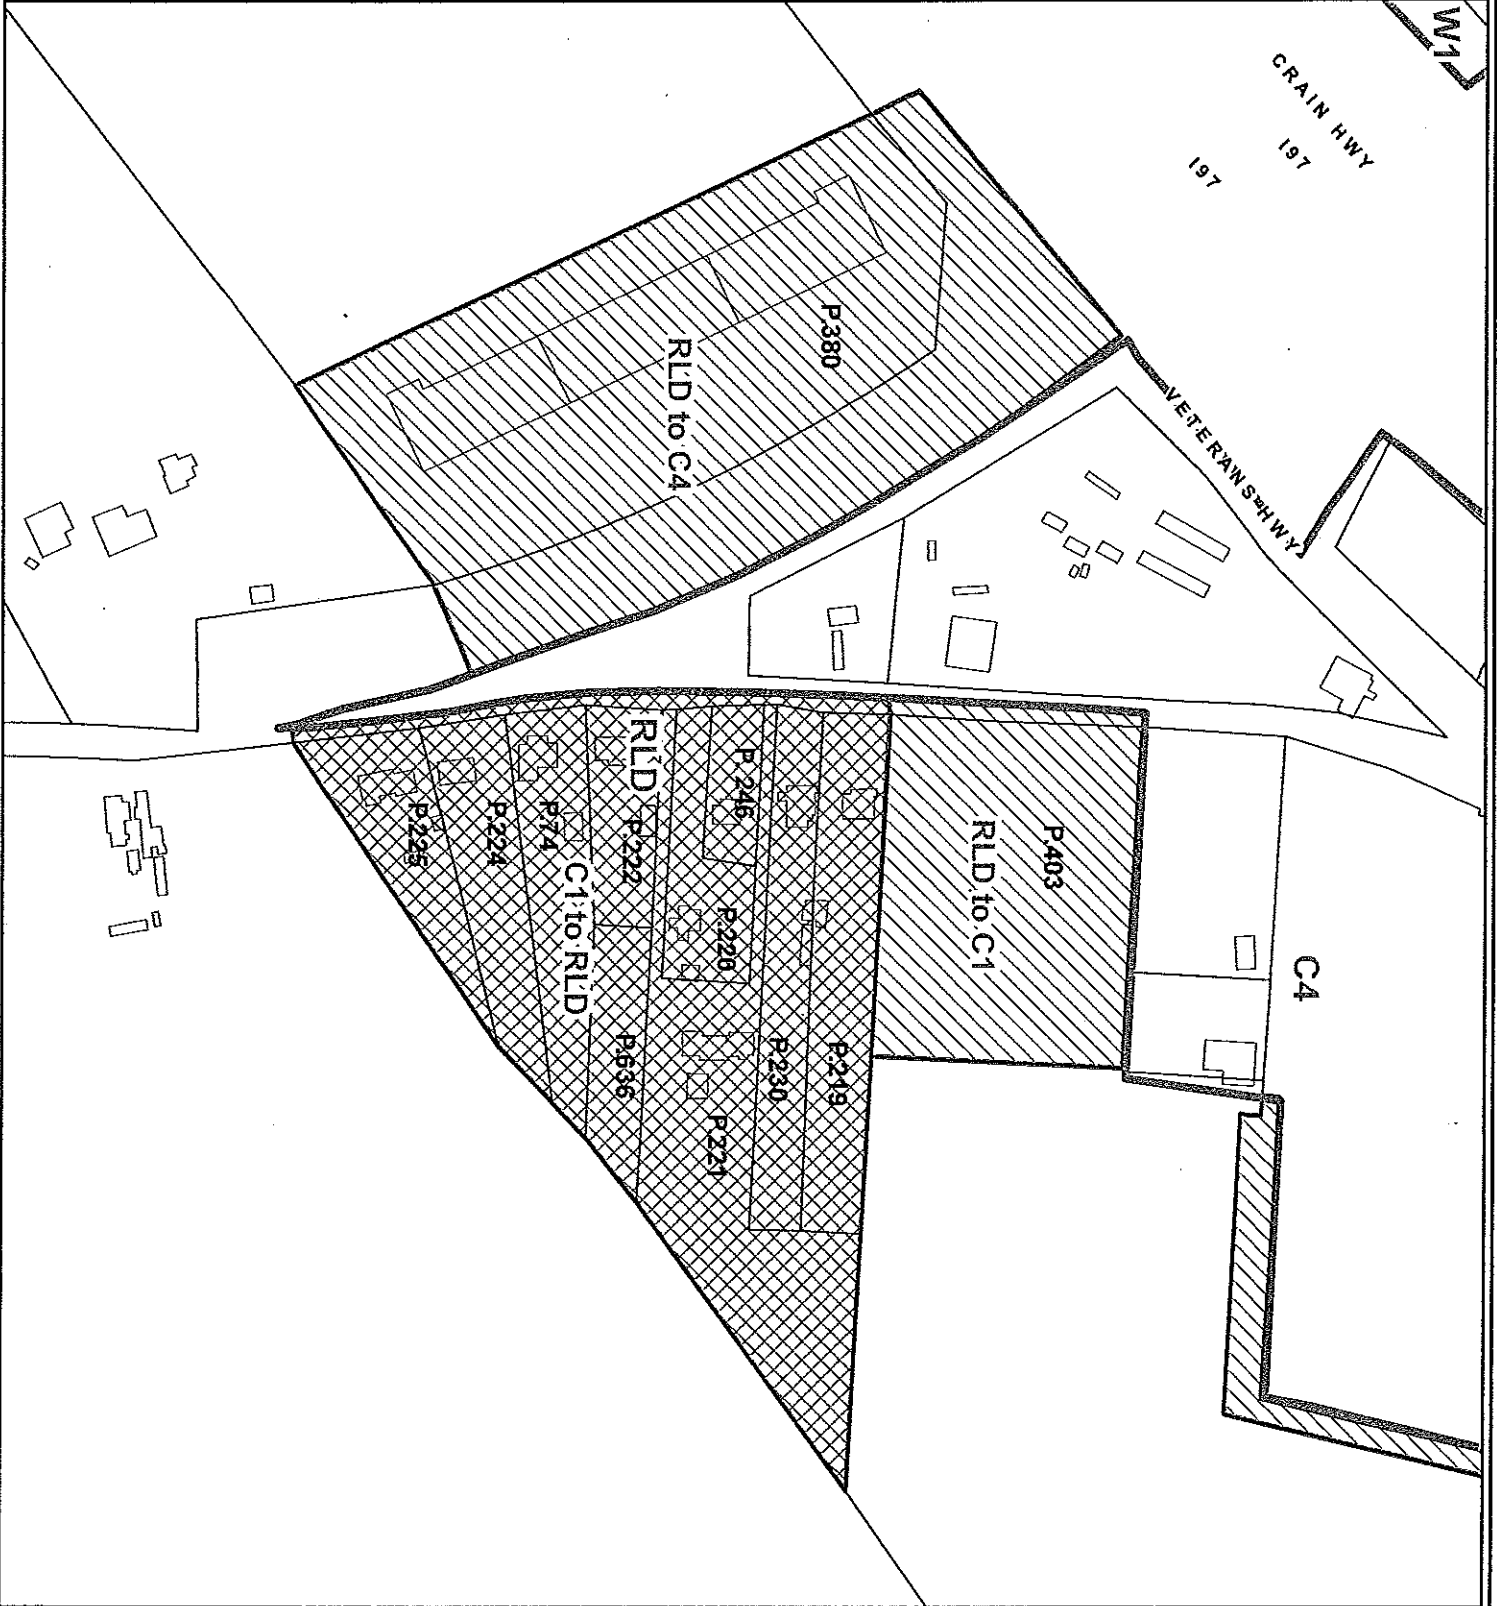 W1
CRAIN HWY
197
197
VETERANS HWY
P.380
RLD to C4
P.403
RLD to C1
C4
RLD
P.246
P.222
P.74
P.224
P.225
C1 to RLD
P.220
P.636
P.230
P.219
P.221